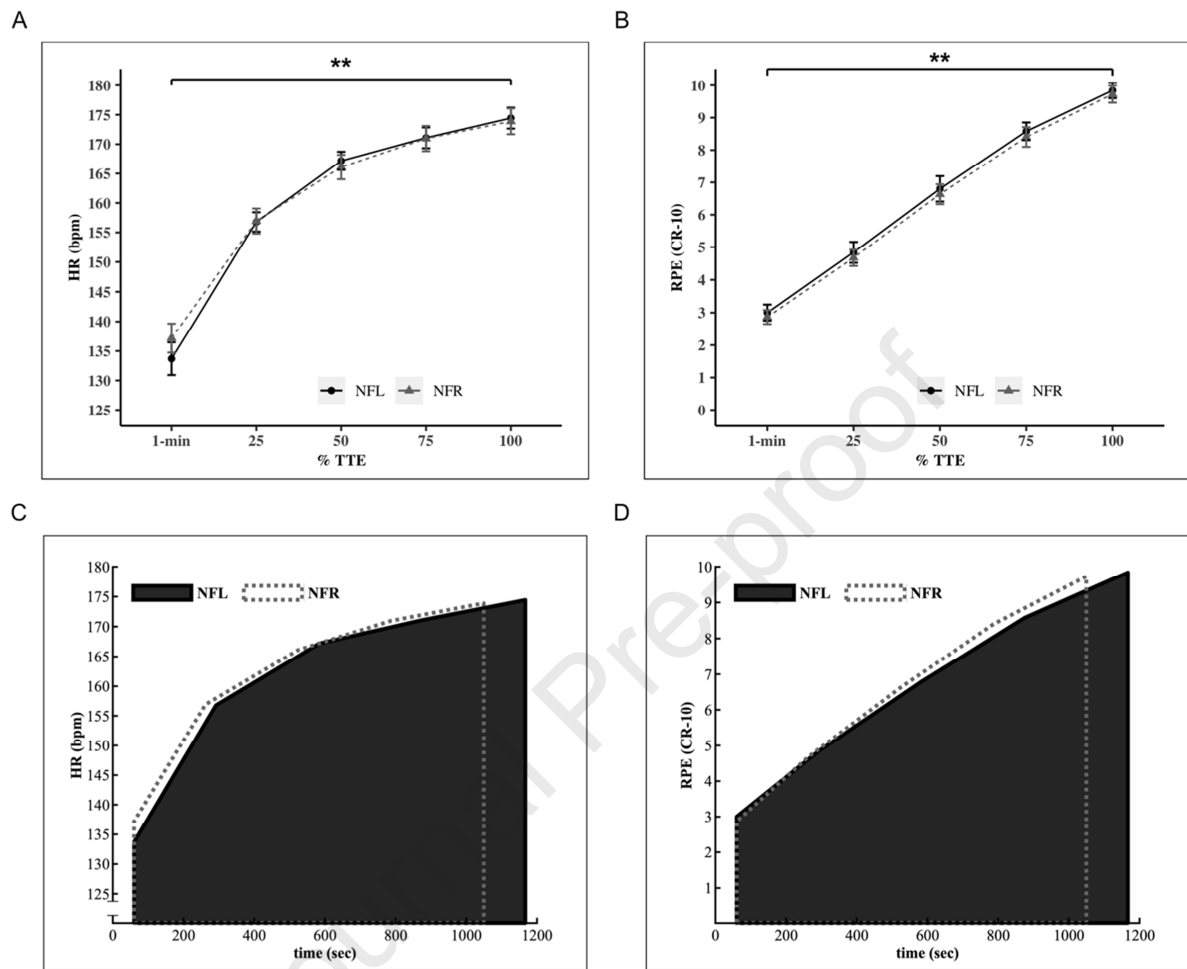 A
**
180
175
170
165
160
155
150
145
140
135
130
125
HR (bpm)
NFL NFR
1-min 25 50 75 100
% TTE
B
**
10
9
8
7
6
5
4
3
2
1
0
RPE (CR-10)
NFL NFR
1-min 25 50 75 100
% TTE
C
NFL NFR
180
175
170
165
160
155
150
145
140
135
130
125
HR (bpm)
0 200 400 600 800 1000 1200
time (sec)
D
NFL NFR
10
9
8
7
6
5
4
3
2
1
RPE (CR-10)
0 200 400 600 800 1000 1200
time (sec)
Journal Pre-proof